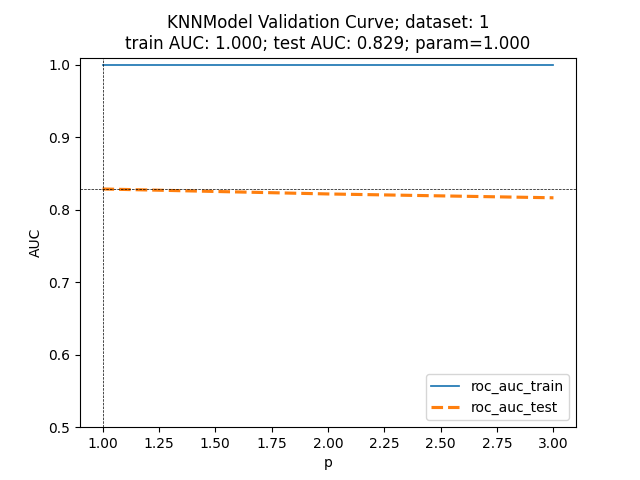 KNNModel Validation Curve; dataset: 1
train AUC: 1.000; test AUC: 0.829; param=1.000
1.0
0.9
0.8
0.7
0.6
0.5
AUC
roc_auc_train
roc_auc_test
1.00 1.25 1.50 1.75 2.00 2.25 2.50 2.75 3.00
p